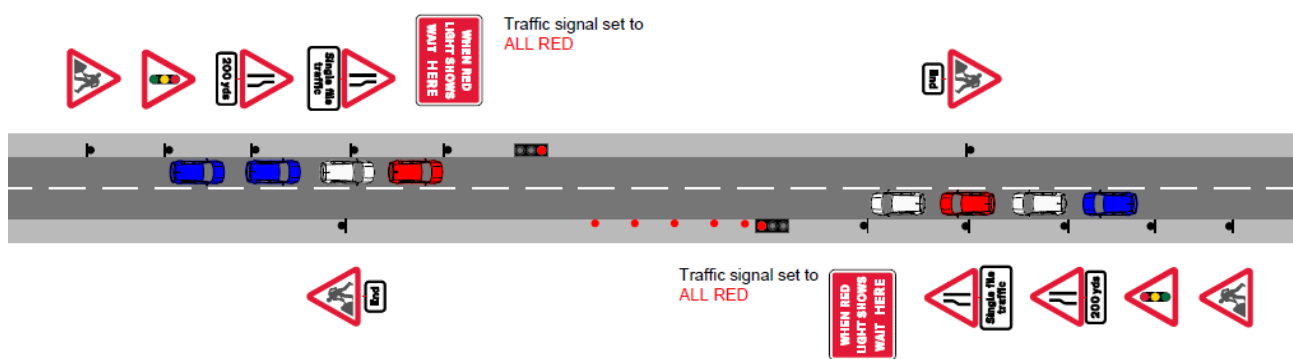 Traffic signal set to
ALL RED
WHEN RED
LIGHT SHOWS
WAIT HERE
200 yds
Single file
traffic
End
End
Traffic signal set to
ALL RED
WHEN RED
LIGHT SHOWS
WAIT HERE
Single file
traffic
200 yds